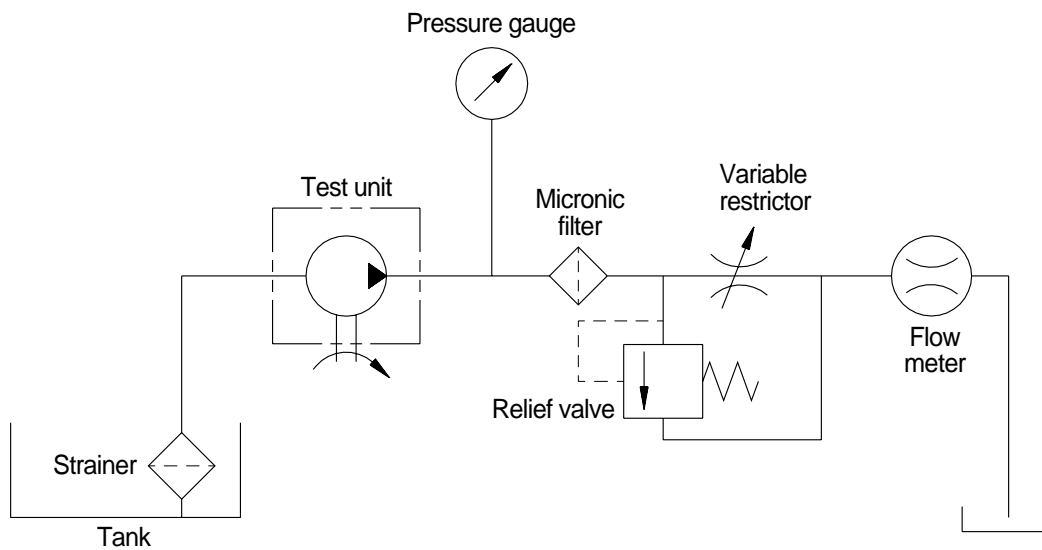 Pressure gauge
Test unit
Micronic
filter
Variable
restrictor
Flow
meter
Relief valve
Strainer
Tank